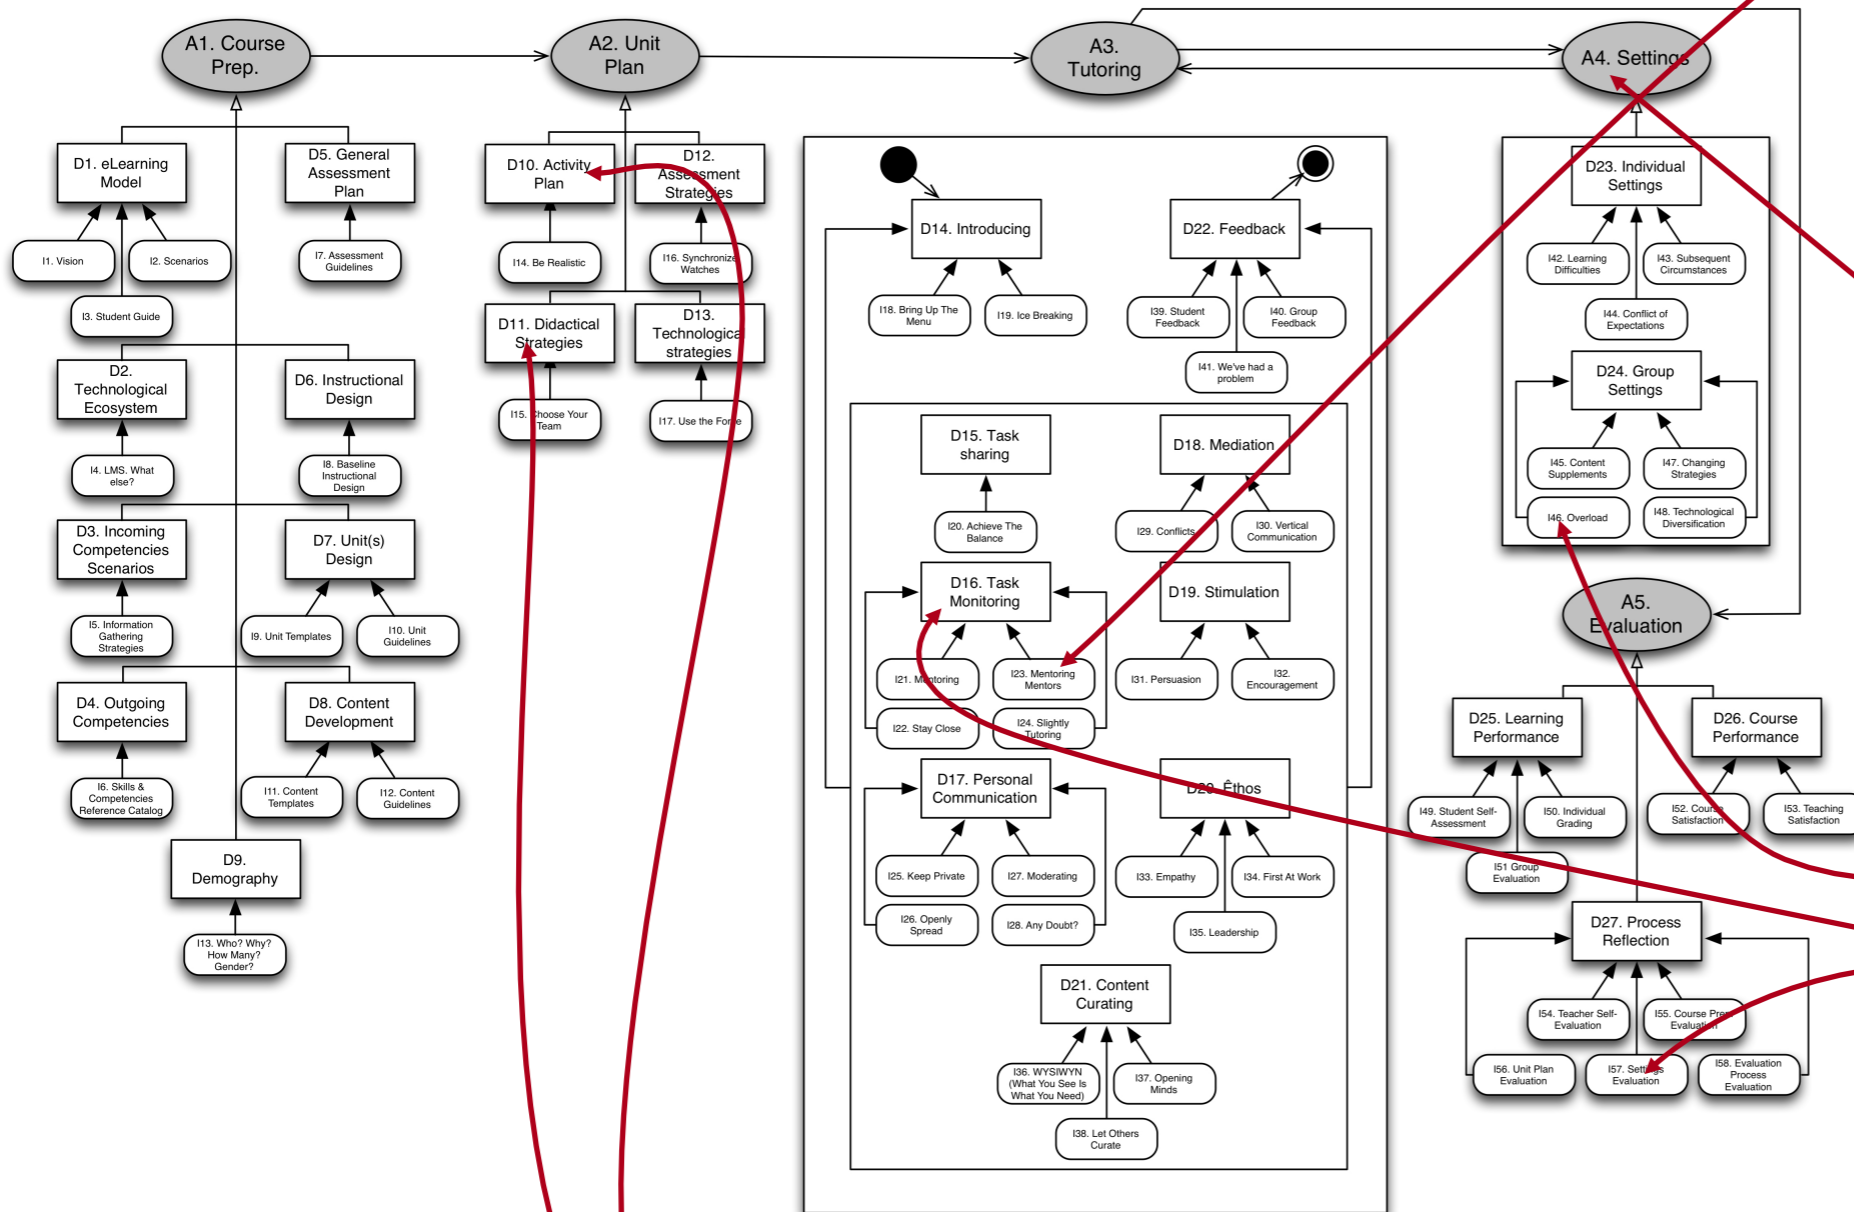 A1. Course
Prep.
A2. Unit
Plan
A3.
Tutoring
A4. Settings
D1. eLearning
Model
D5. General
Assessment
Plan
I1. Vision
I2. Scenarios
I3. Student Guide
I7. Assessment
Guidelines
D2.
Technological
Ecosystem
D6. Instructional
Design
I4. LMS. What
else?
I8. Baseline
Instructional
Design
D3. Incoming
Competencies
Scenarios
D7. Unit(s)
Design
I5. Information
Gathering
Strategies
I9. Unit Templates
I10. Unit
Guidelines
D4. Outgoing
Competencies
D8. Content
Development
I6. Skills &
Competencies
Reference Catalog
I11. Content
Templates
I12. Content
Guidelines
D9.
Demography
I13. Who? Why?
How Many?
Gender?
D10. Activity
Plan
D12.
Assessment
Strategies
I14. Be Realistic
I16. Synchronize
Watches
D11. Didactical
Strategies
D13.
Technological
strategies
I15. Choose Your
Team
I17. Use the Force
D14. Introducing
D22. Feedback
I18. Bring Up The
Menu
I19. Ice Breaking
I39. Student
Feedback
I40. Group
Feedback
I41. We've had a
problem
D15. Task
sharing
D18. Mediation
I20. Achieve The
Balance
I29. Conflicts
I30. Vertical
Communication
D16. Task
Monitoring
D19. Stimulation
I21. Mentoring
I23. Mentoring
Mentors
I22. Stay Close
I24. Slightly
Tutoring
I31. Persuasion
I32.
Encouragement
D17. Personal
Communication
D20. Êthos
I25. Keep Private
I27. Moderating
I26. Openly
Spread
I28. Any Doubt?
I33. Empathy
I34. First At Work
I35. Leadership
D21. Content
Curating
I36. WYSIWYN
(What You See Is
What You Need)
I37. Opening
Minds
I38. Let Others
Curate
D23. Individual
Settings
I42. Learning
Difficulties
I43. Subsequent
Circumstances
I44. Conflict of
Expectations
D24. Group
Settings
I45. Content
Supplements
I47. Changing
Strategies
I46. Overload
I48. Technological
Diversification
A5.
Evaluation
D25. Learning
Performance
D26. Course
Performance
I49. Student Self-
Assessment
I50. Individual
Grading
I51 Group
Evaluation
I52. Course
Satisfaction
I53. Teaching
Satisfaction
D27. Process
Reflection
I54. Teacher Self-
Evaluation
I55. Course Prep.
Evaluation
I56. Unit Plan
Evaluation
I57. Settings
Evaluation
I58. Evaluation
Process
Evaluation